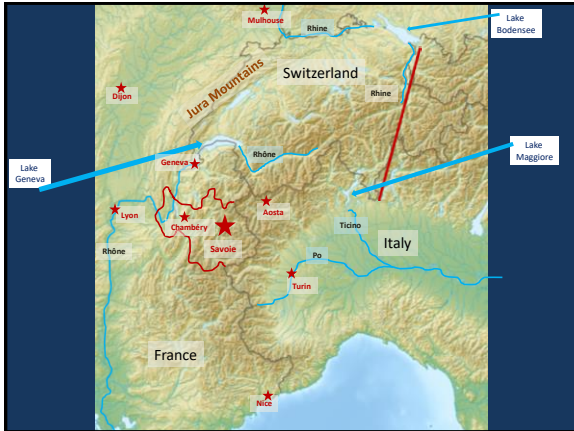 Mulhouse
Rhine
Lake
Bodensee
Switzerland
Jura Mountains
Dijon
Rhine
Lake
Maggiore
Rhône
Geneva
Lake
Geneva
Lyon
Aosta
Chambéry
Ticino
Savoie
Italy
Rhône
Po
Turin
France
Nice